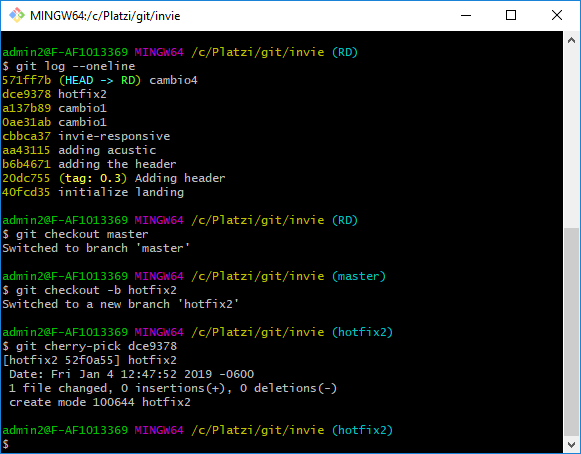 MINGW64:/c/Platzi/git/invie
admin2@F-AF1013369 MINGW64 /c/Platzi/git/invie (RD)
$ git log --oneline
571ff7b (HEAD -> RD) cambio4
dce9378 hotfix2
a137b89 cambio1
0ae31ab cambio1
cbbca37 invie-responsive
aa43115 adding acustic
b6b4671 adding the header
20dc755 (tag: 0.3) Adding header
40fcd35 initialize landing
admin2@F-AF1013369 MINGW64 /c/Platzi/git/invie (RD)
$ git checkout master
Switched to branch 'master'
admin2@F-AF1013369 MINGW64 /c/Platzi/git/invie (master)
$ git checkout -b hotfix2
Switched to a new branch 'hotfix2'
admin2@F-AF1013369 MINGW64 /c/Platzi/git/invie (hotfix2)
$ git cherry-pick dce9378
[hotfix2 52f0a55] hotfix2
Date: Fri Jan 4 12:47:52 2019 -0600
1 file changed, 0 insertions(+), 0 deletions(-)
create mode 100644 hotfix2
admin2@F-AF1013369 MINGW64 /c/Platzi/git/invie (hotfix2)
$